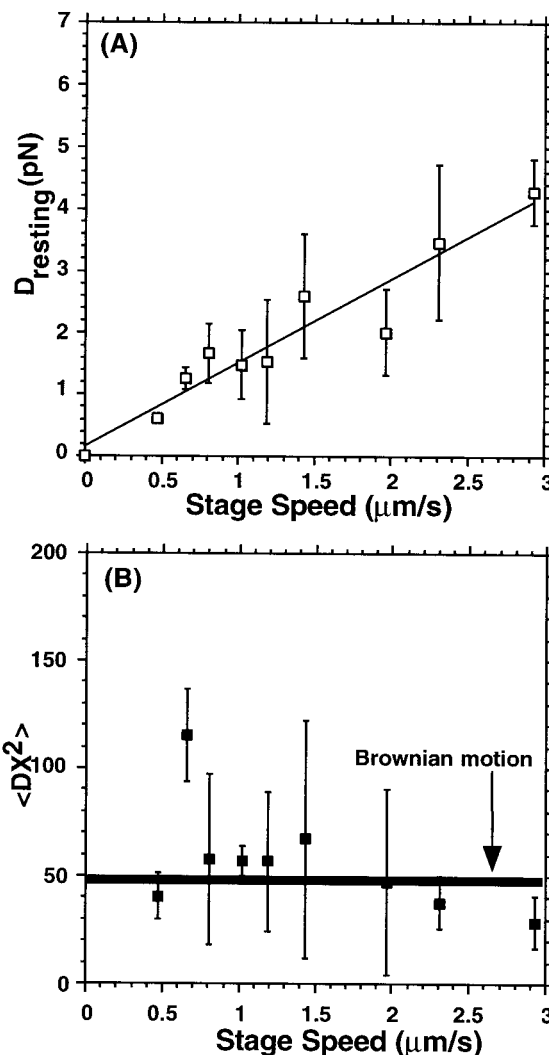 (A)
7
6
5
4
3
2
1
0
D_resting (pN)
0 0.5 1 1.5 2 2.5 3
Stage Speed (μm/s)
(B)
200
150
100
50
0
<DX²>
Brownian motion
0 0.5 1 1.5 2 2.5 3
Stage Speed (μm/s)